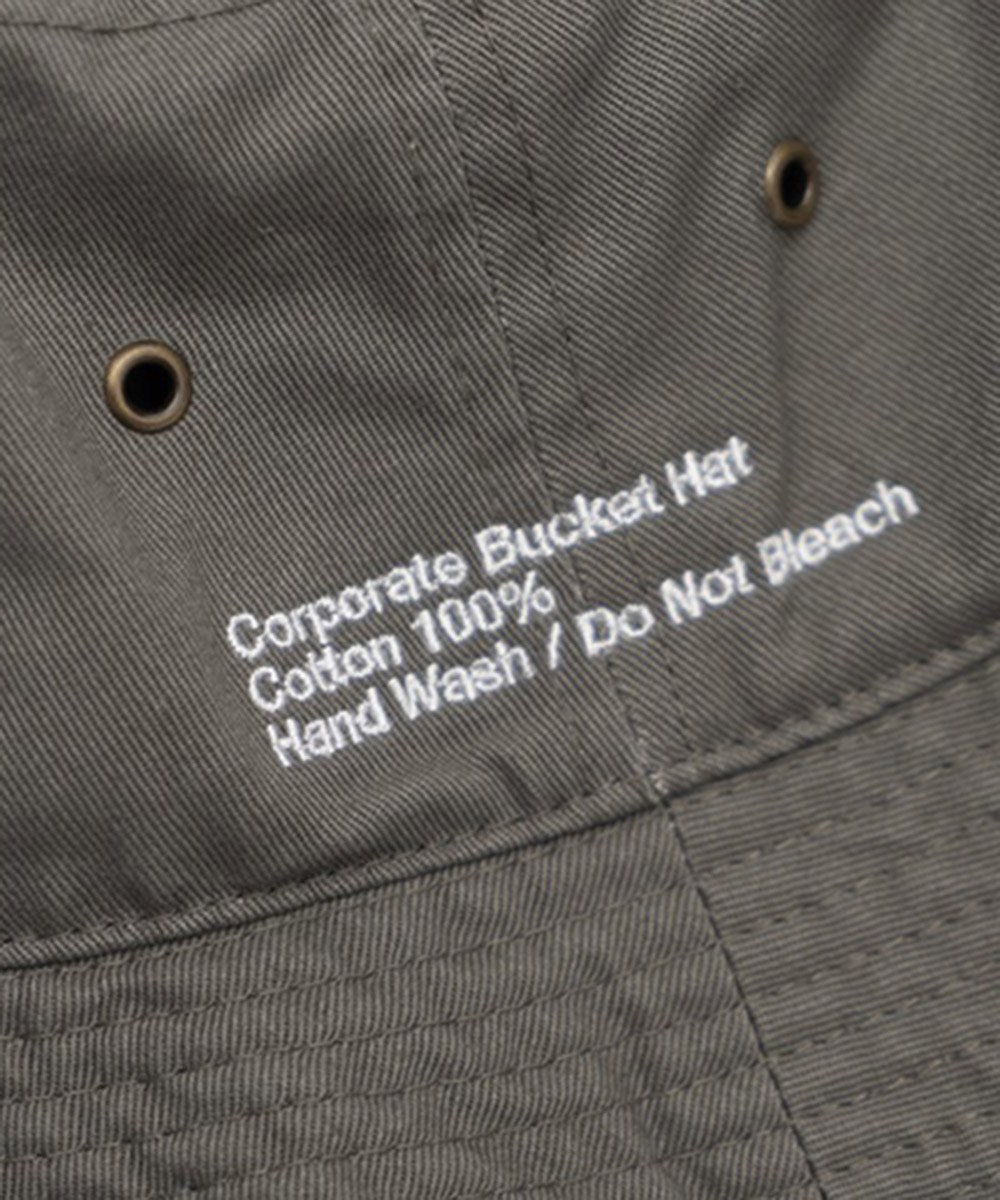 Corporate Bucket Hat
Cotton 100%
Hand Wash / Do Not Bleach